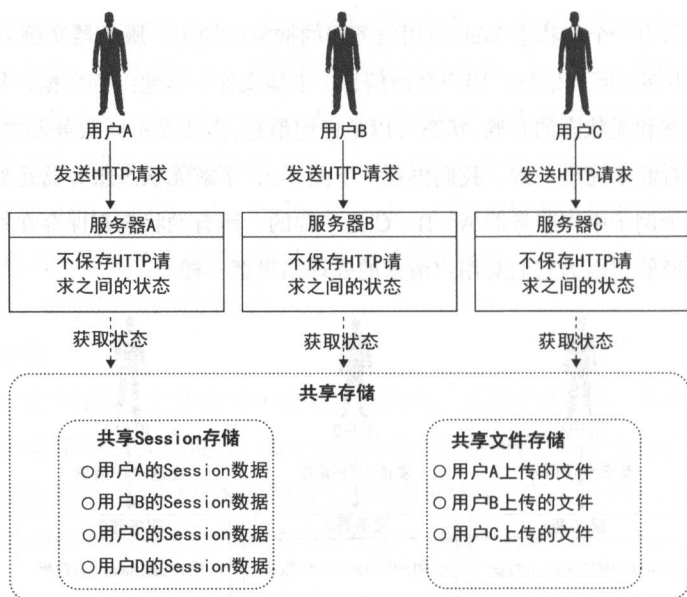 用户A
用户B
用户C
发送HTTP请求
发送HTTP请求
发送HTTP请求
服务器A
服务器B
服务器C
不保存HTTP请
求之间的状态
不保存HTTP请
求之间的状态
不保存HTTP请
求之间的状态
获取状态
获取状态
获取状态
共享存储
共享Session存储
○用户A的Session数据
○用户B的Session数据
○用户C的Session数据
○用户D的Session数据
共享文件存储
○用户A上传的文件
○用户B上传的文件
○用户C上传的文件